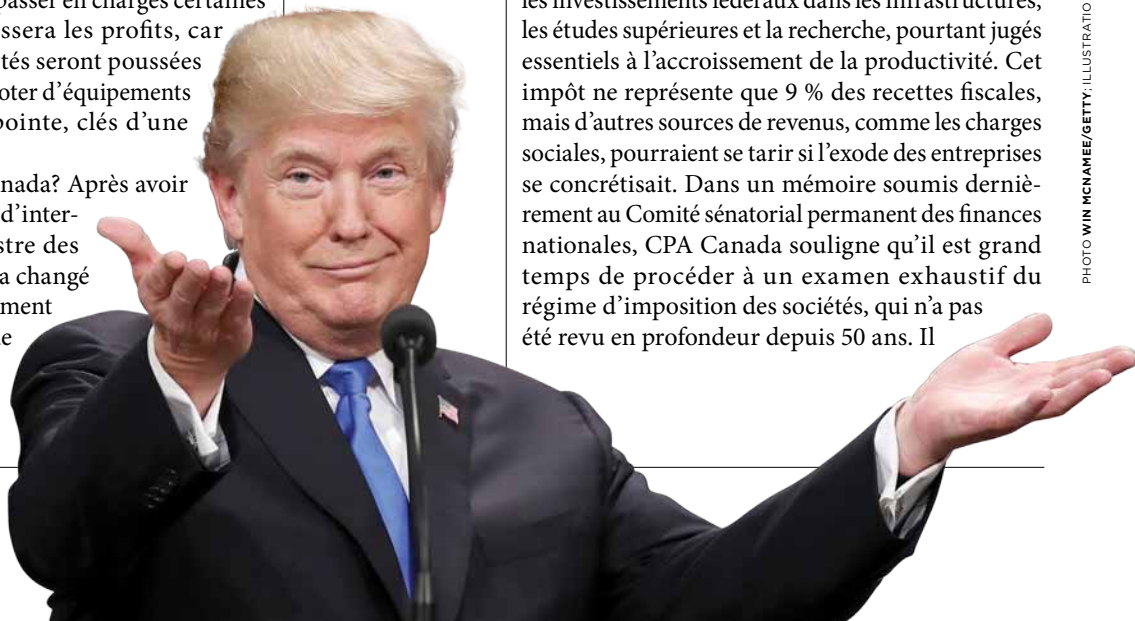 passer en charges certaines
ssera les profits, car
tés seront poussées
oter d'équipements
pointe, clés d'une
nada? Après avoir
d'inter-
stre des
a changé
ment
e
les investissements fédéraux dans les infrastructures,
les études supérieures et la recherche, pourtant jugés
essentiels à l'accroissement de la productivité. Cet
impôt ne représente que 9 % des recettes fiscales,
mais d'autres sources de revenus, comme les charges
sociales, pourraient se tarir si l'exode des entreprises
se concrétisait. Dans un mémoire soumis derniè-
rement au Comité sénatorial permanent des finances
nationales, CPA Canada souligne qu'il est grand
temps de procéder à un examen exhaustif du
régime d'imposition des sociétés, qui n'a pas
été revu en profondeur depuis 50 ans. Il
PHOTO WIN MCNAMEE/GETTY; ILLUSTRATIO